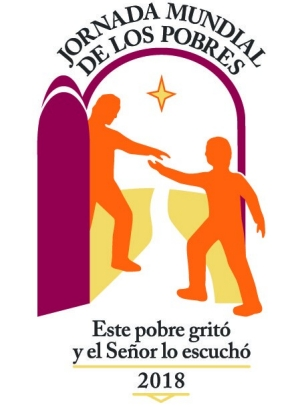 JORNADA MUNDIAL
DE LOS POBRES
Este pobre gritó
y el Señor lo escuchó
2018